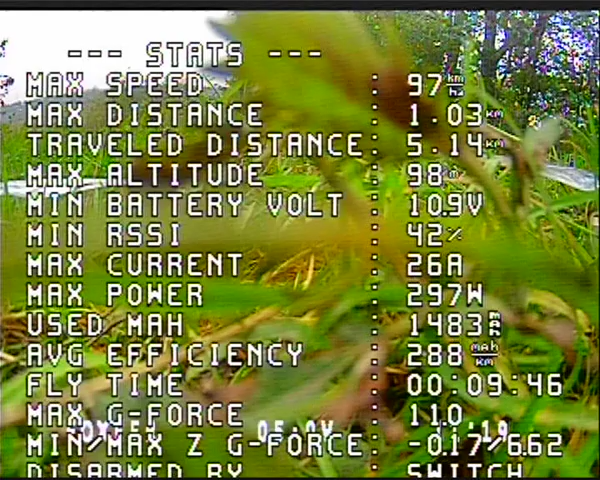 --- STATS ---
MAX SPEED : 97 km/h
MAX DISTANCE : 1.03 km
TRAVELED DISTANCE : 5.14 km
MAX ALTITUDE : 98 m
MIN BATTERY VOLT : 10.9V
MIN RSSI : 42%
MAX CURRENT : 26A
MAX POWER : 297W
USED MAH : 1483 mAh
AVG EFFICIENCY : 288 mAh/km
FLY TIME : 00:09:46
MAX G-FORCE : 11.0
MIN/MAX Z G-FORCE: -0.17/6.62
DISARMED BY : SWITCH